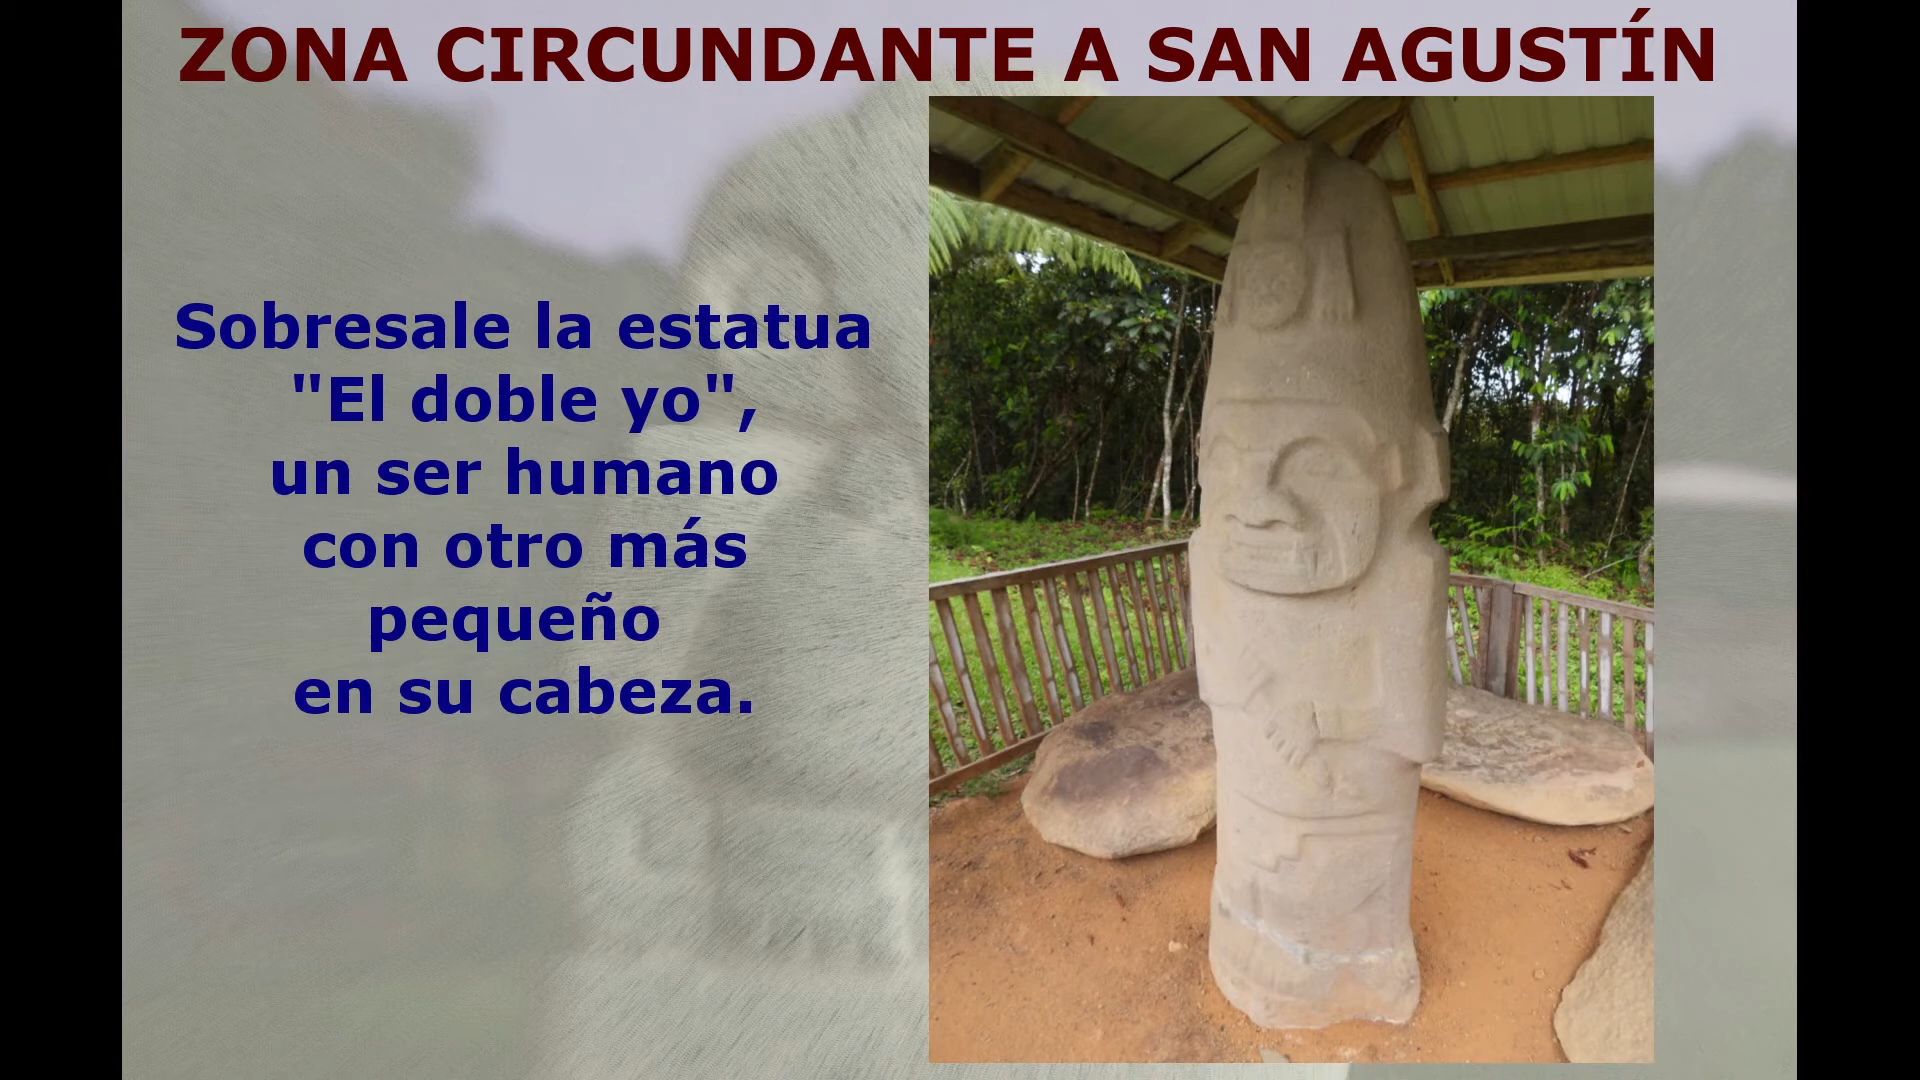 ZONA CIRCUNDANTE A SAN AGUSTÍN
Sobresale la estatua
"El doble yo",
un ser humano
con otro más
pequeño
en su cabeza.